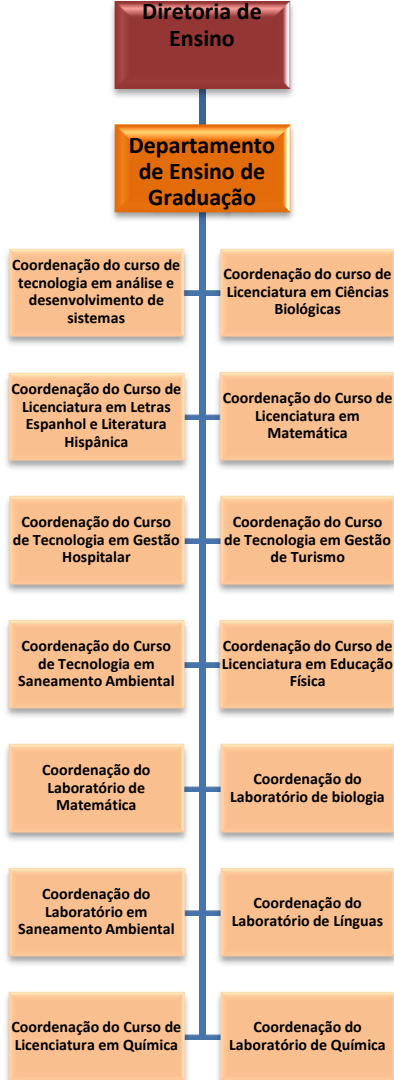 Diretoria de
Ensino
Departamento
de Ensino de
Graduação
Coordenação do curso de
tecnologia em análise e
desenvolvimento de
sistemas
Coordenação do curso de
Licenciatura em Ciências
Biológicas
Coordenação do Curso de
Licenciatura em Letras
Espanhol e Literatura
Hispânica
Coordenação do Curso de
Licenciatura em
Matemática
Coordenação do Curso
de Tecnologia em Gestão
Hospitalar
Coordenação do Curso
de Tecnologia em Gestão
de Turismo
Coordenação do Curso
de Tecnologia em
Saneamento Ambiental
Coordenação do Curso de
Licenciatura em Educação
Física
Coordenação do
Laboratório de
Matemática
Coordenação do
Laboratório de biologia
Coordenação do
Laboratório em
Saneamento Ambiental
Coordenação do
Laboratório de Línguas
Coordenação do Curso de
Licenciatura em Química
Coordenação do
Laboratório de Química